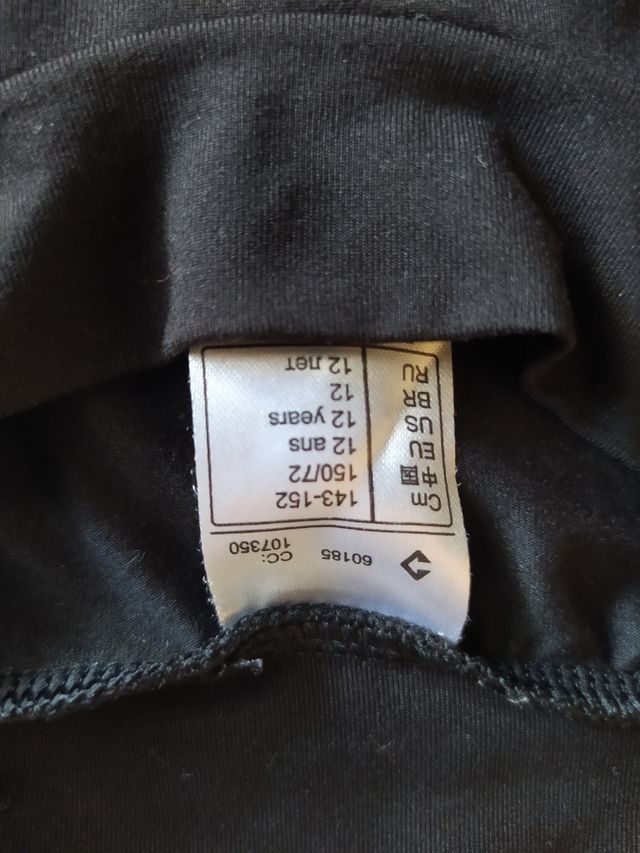 60185 CC: 107350
Cm 143-152
中国 150/72
EU 12 ans
US 12 years
BR 12
RU 12 лет